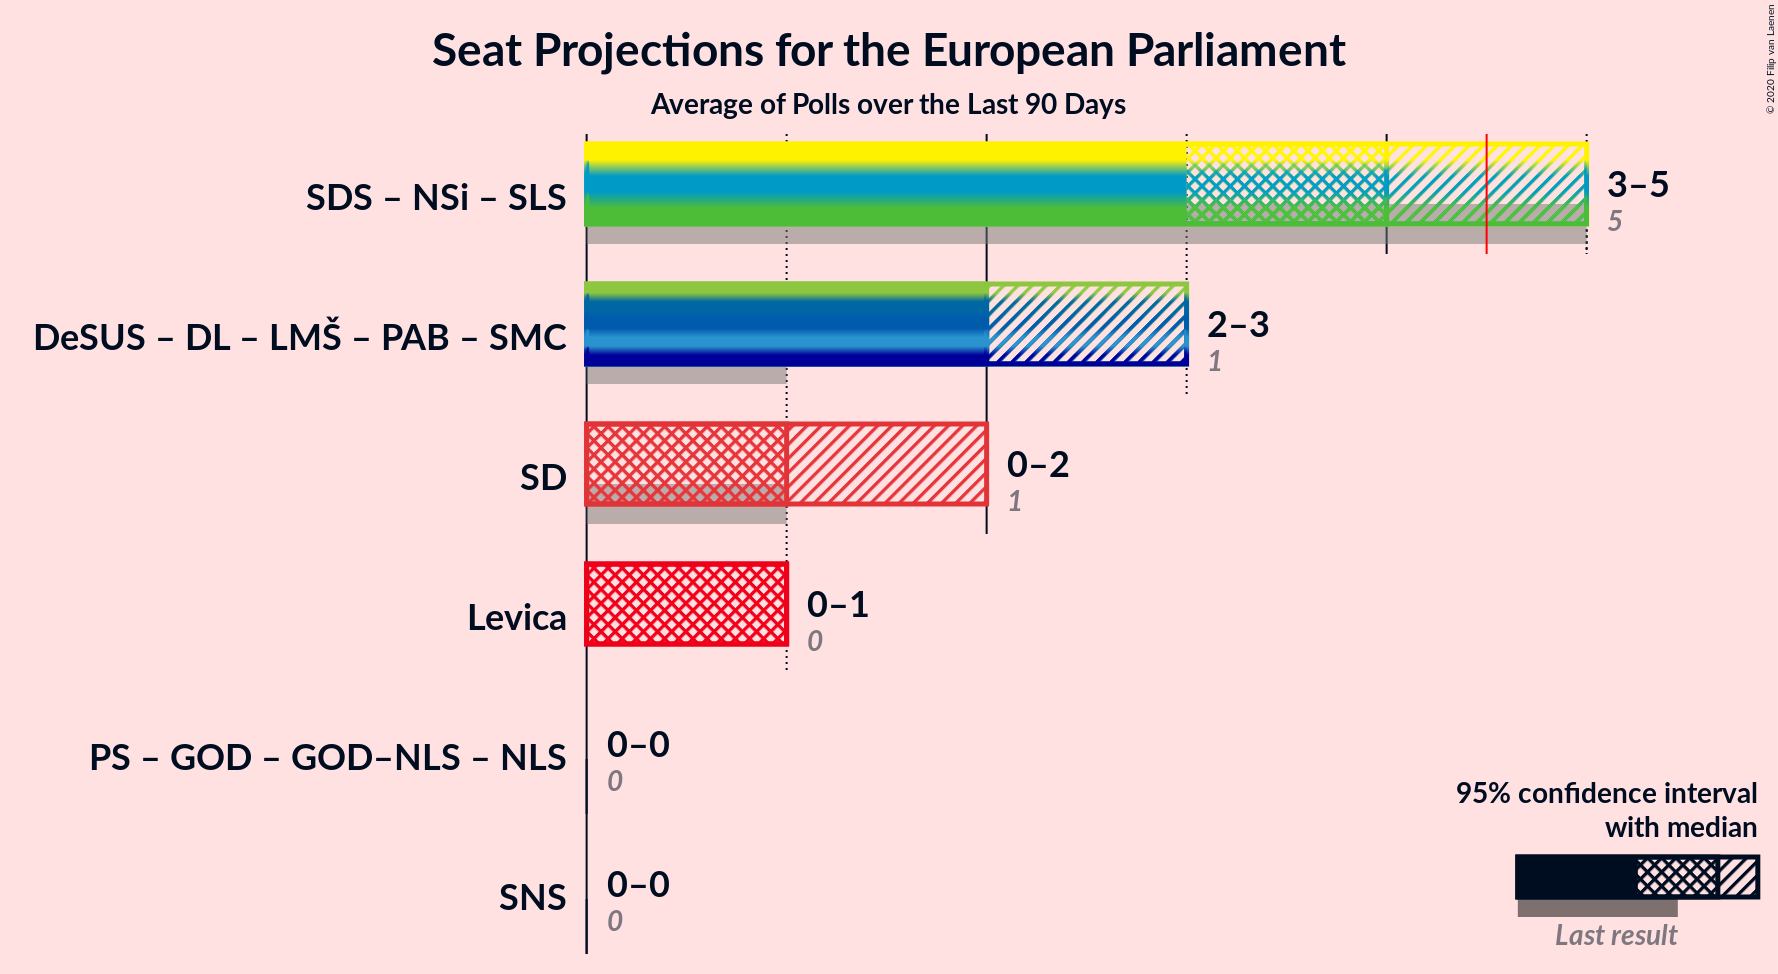 Seat Projections for the European Parliament
Average of Polls over the Last 90 Days
© 2020 Filip van Laenen
SDS – NSi – SLS
3–5
5
DeSUS – DL – LMŠ – PAB – SMC
2–3
1
SD
0–2
1
Levica
0–1
0
PS – GOD – GOD–NLS – NLS
0–0
0
SNS
0–0
0
95% confidence interval
with median
Last result